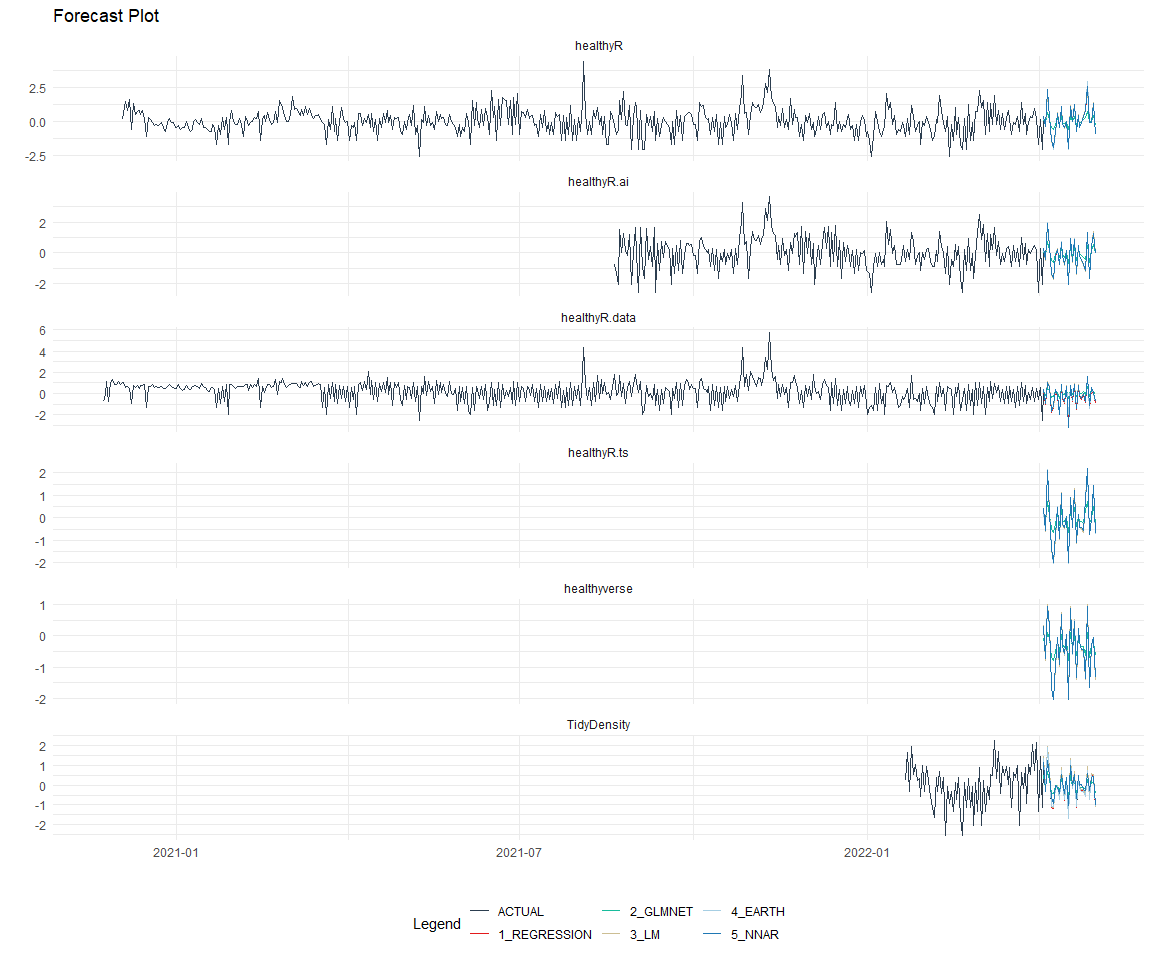 Forecast Plot
healthyR
2.5
0.0
-2.5
healthyR.ai
2
0
-2
healthyR.data
6
4
2
0
-2
healthyR.ts
2
1
0
-1
-2
healthyverse
1
0
-1
-2
TidyDensity
2
1
0
-1
-2
2021-01 2021-07 2022-01
Legend
ACTUAL 2_GLMNET 4_EARTH
1_REGRESSION 3_LM 5_NNAR